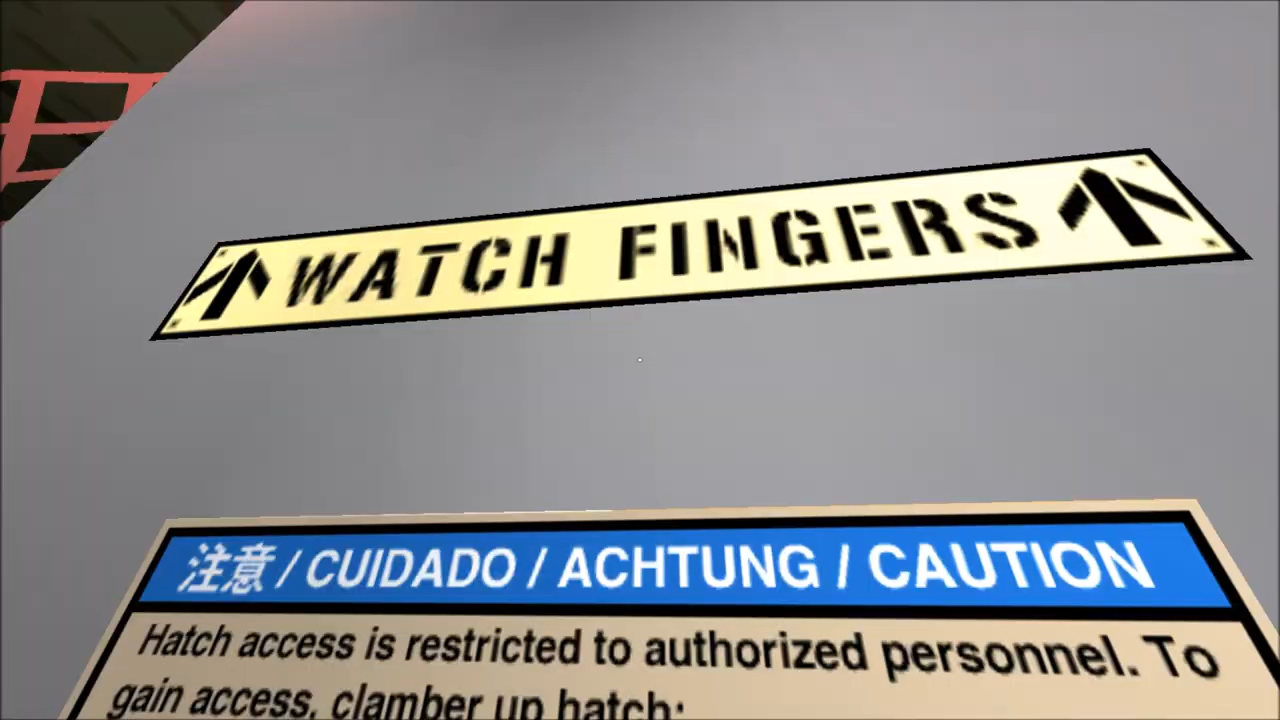 WATCH FINGERS
注意 / CUIDADO / ACHTUNG / CAUTION
Hatch access is restricted to authorized personnel. To
gain access, clamber up hatch: